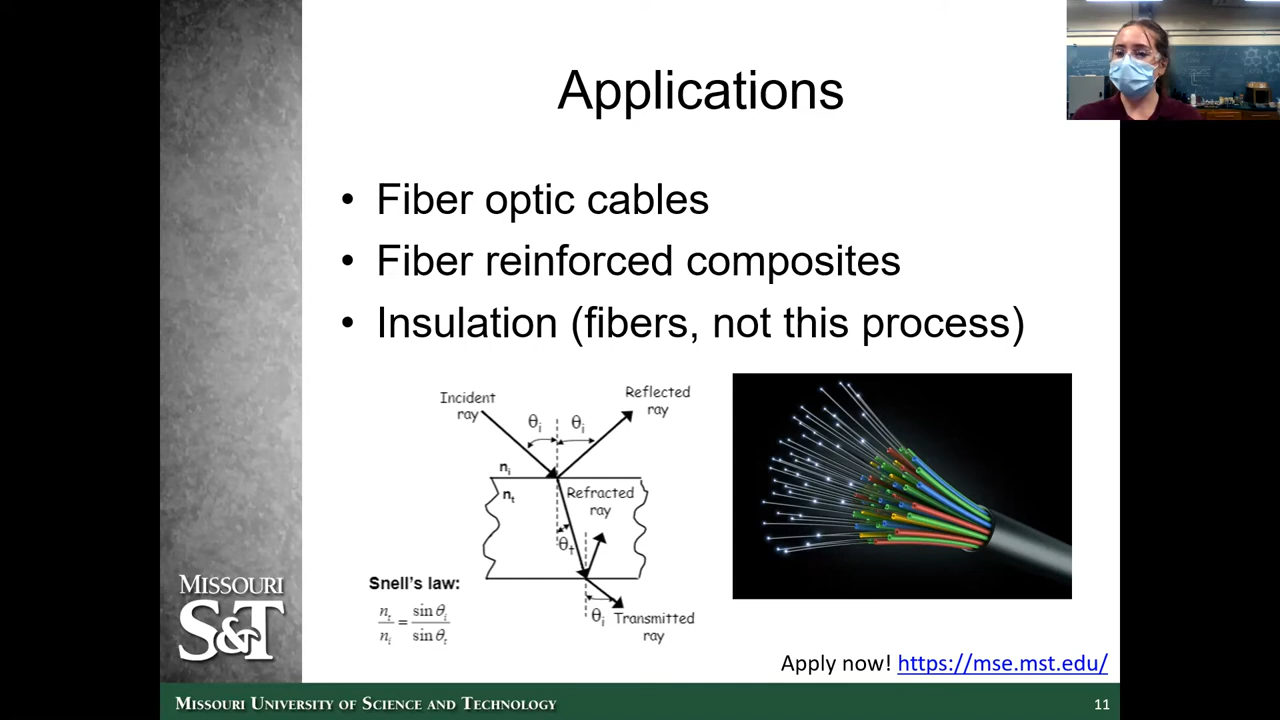 Applications
• Fiber optic cables
• Fiber reinforced composites
• Insulation (fibers, not this process)
Incident
ray
Reflected
ray
θi
θi
ni
nt
Refracted
ray
θt
θi
Transmitted
ray
Snell's law:
nt/ni = sin θi/sin θt
MISSOURI
S&T
Apply now! https://mse.mst.edu/
MISSOURI UNIVERSITY OF SCIENCE AND TECHNOLOGY
11